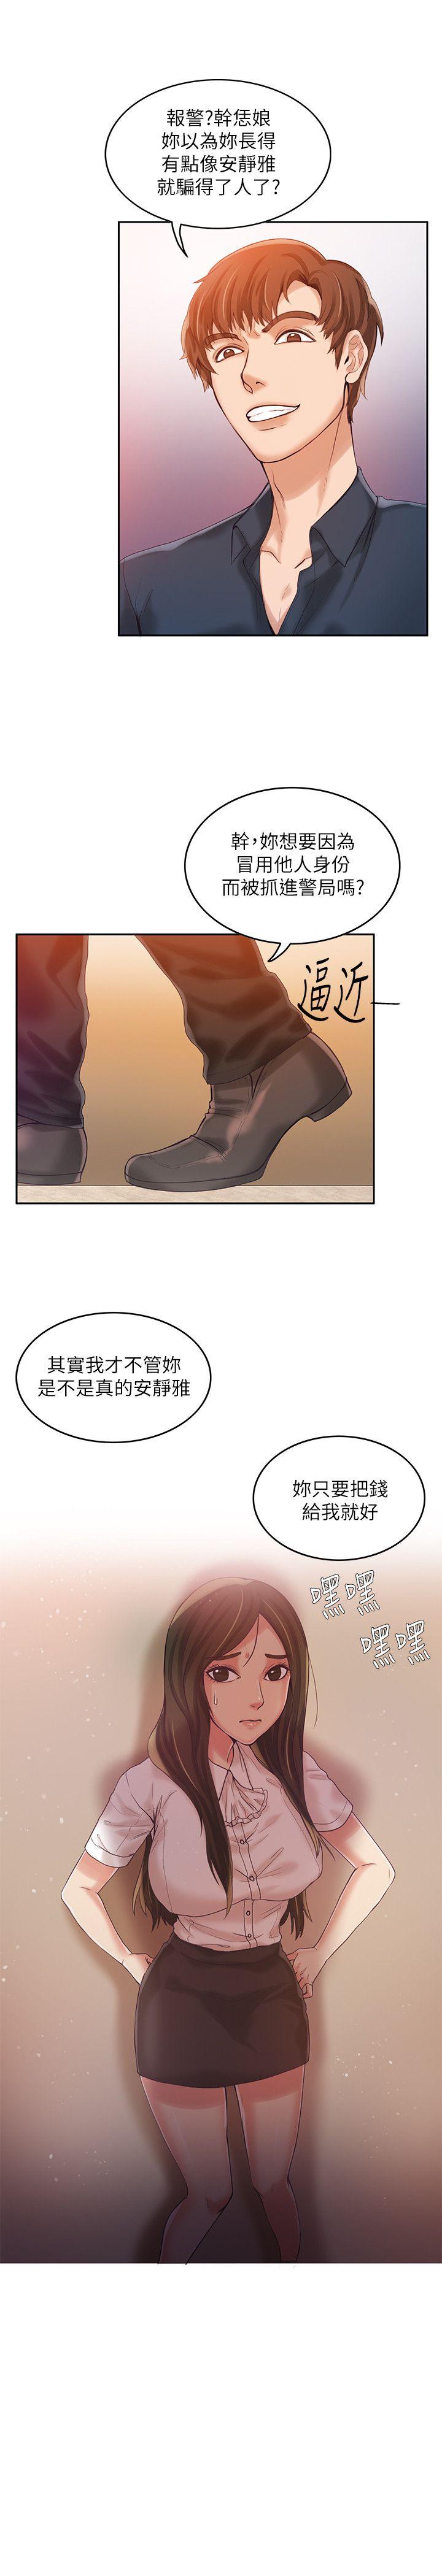 報警?幹恁娘
妳以為妳長得
有點像安靜雅
就騙得了人了?
幹,妳想要因為
冒用他人身份
而被抓進警局嗎?
逼近
其實我才不管妳
是不是真的安靜雅
妳只要把錢
給我就好
嘿嘿
嘿嘿